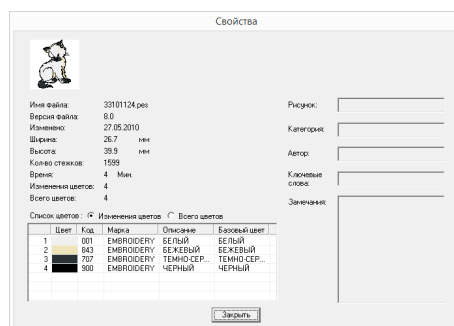 Свойства
Имя файла: 33101124.pes
Версия файла: 8.0
Изменено: 27.05.2010
Ширина: 26.7 мм
Высота: 39.9 мм
Кол-во стежков: 1599
Время: 4 Мин.
Изменения цветов: 4
Всего цветов: 4
Рисунок:
Категория:
Автор:
Ключевые слова:
Замечания:
Список цветов: Изменения цветов Всего цветов
Цвет Код Марка Описание Базовый цвет
1 001 EMBROIDERY БЕЛЫЙ БЕЛЫЙ
2 843 EMBROIDERY БЕЖЕВЫЙ БЕЖЕВЫЙ
3 707 EMBROIDERY ТЕМНО-СЕР... ТЕМНО-СЕР...
4 900 EMBROIDERY ЧЕРНЫЙ ЧЕРНЫЙ
Закрыть